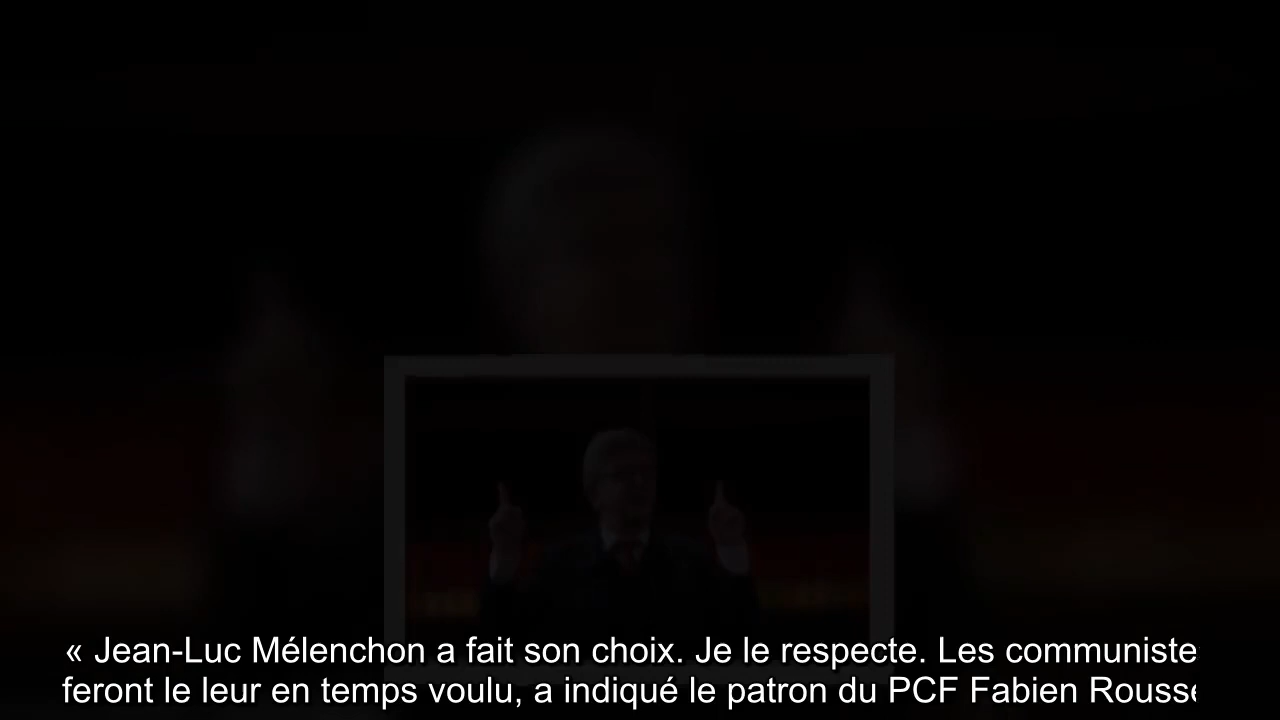 « Jean-Luc Mélenchon a fait son choix. Je le respecte. Les communiste
feront le leur en temps voulu, a indiqué le patron du PCF Fabien Rousse